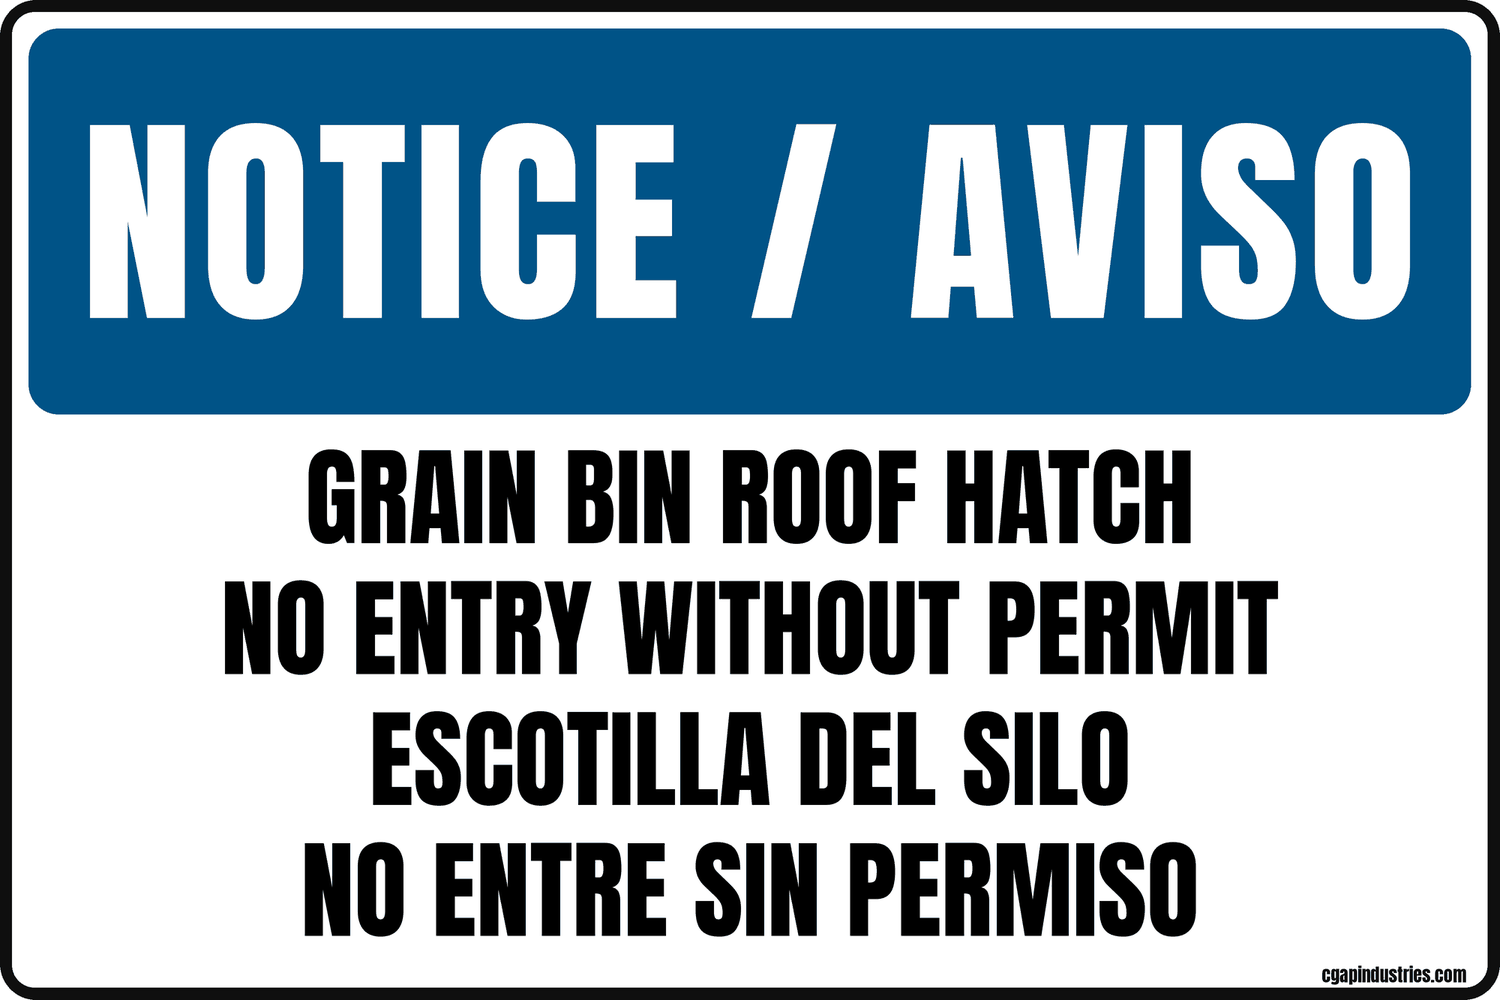 NOTICE / AVISO
GRAIN BIN ROOF HATCH
NO ENTRY WITHOUT PERMIT
ESCOTILLA DEL SILO
NO ENTRE SIN PERMISO
cgapindustries.com